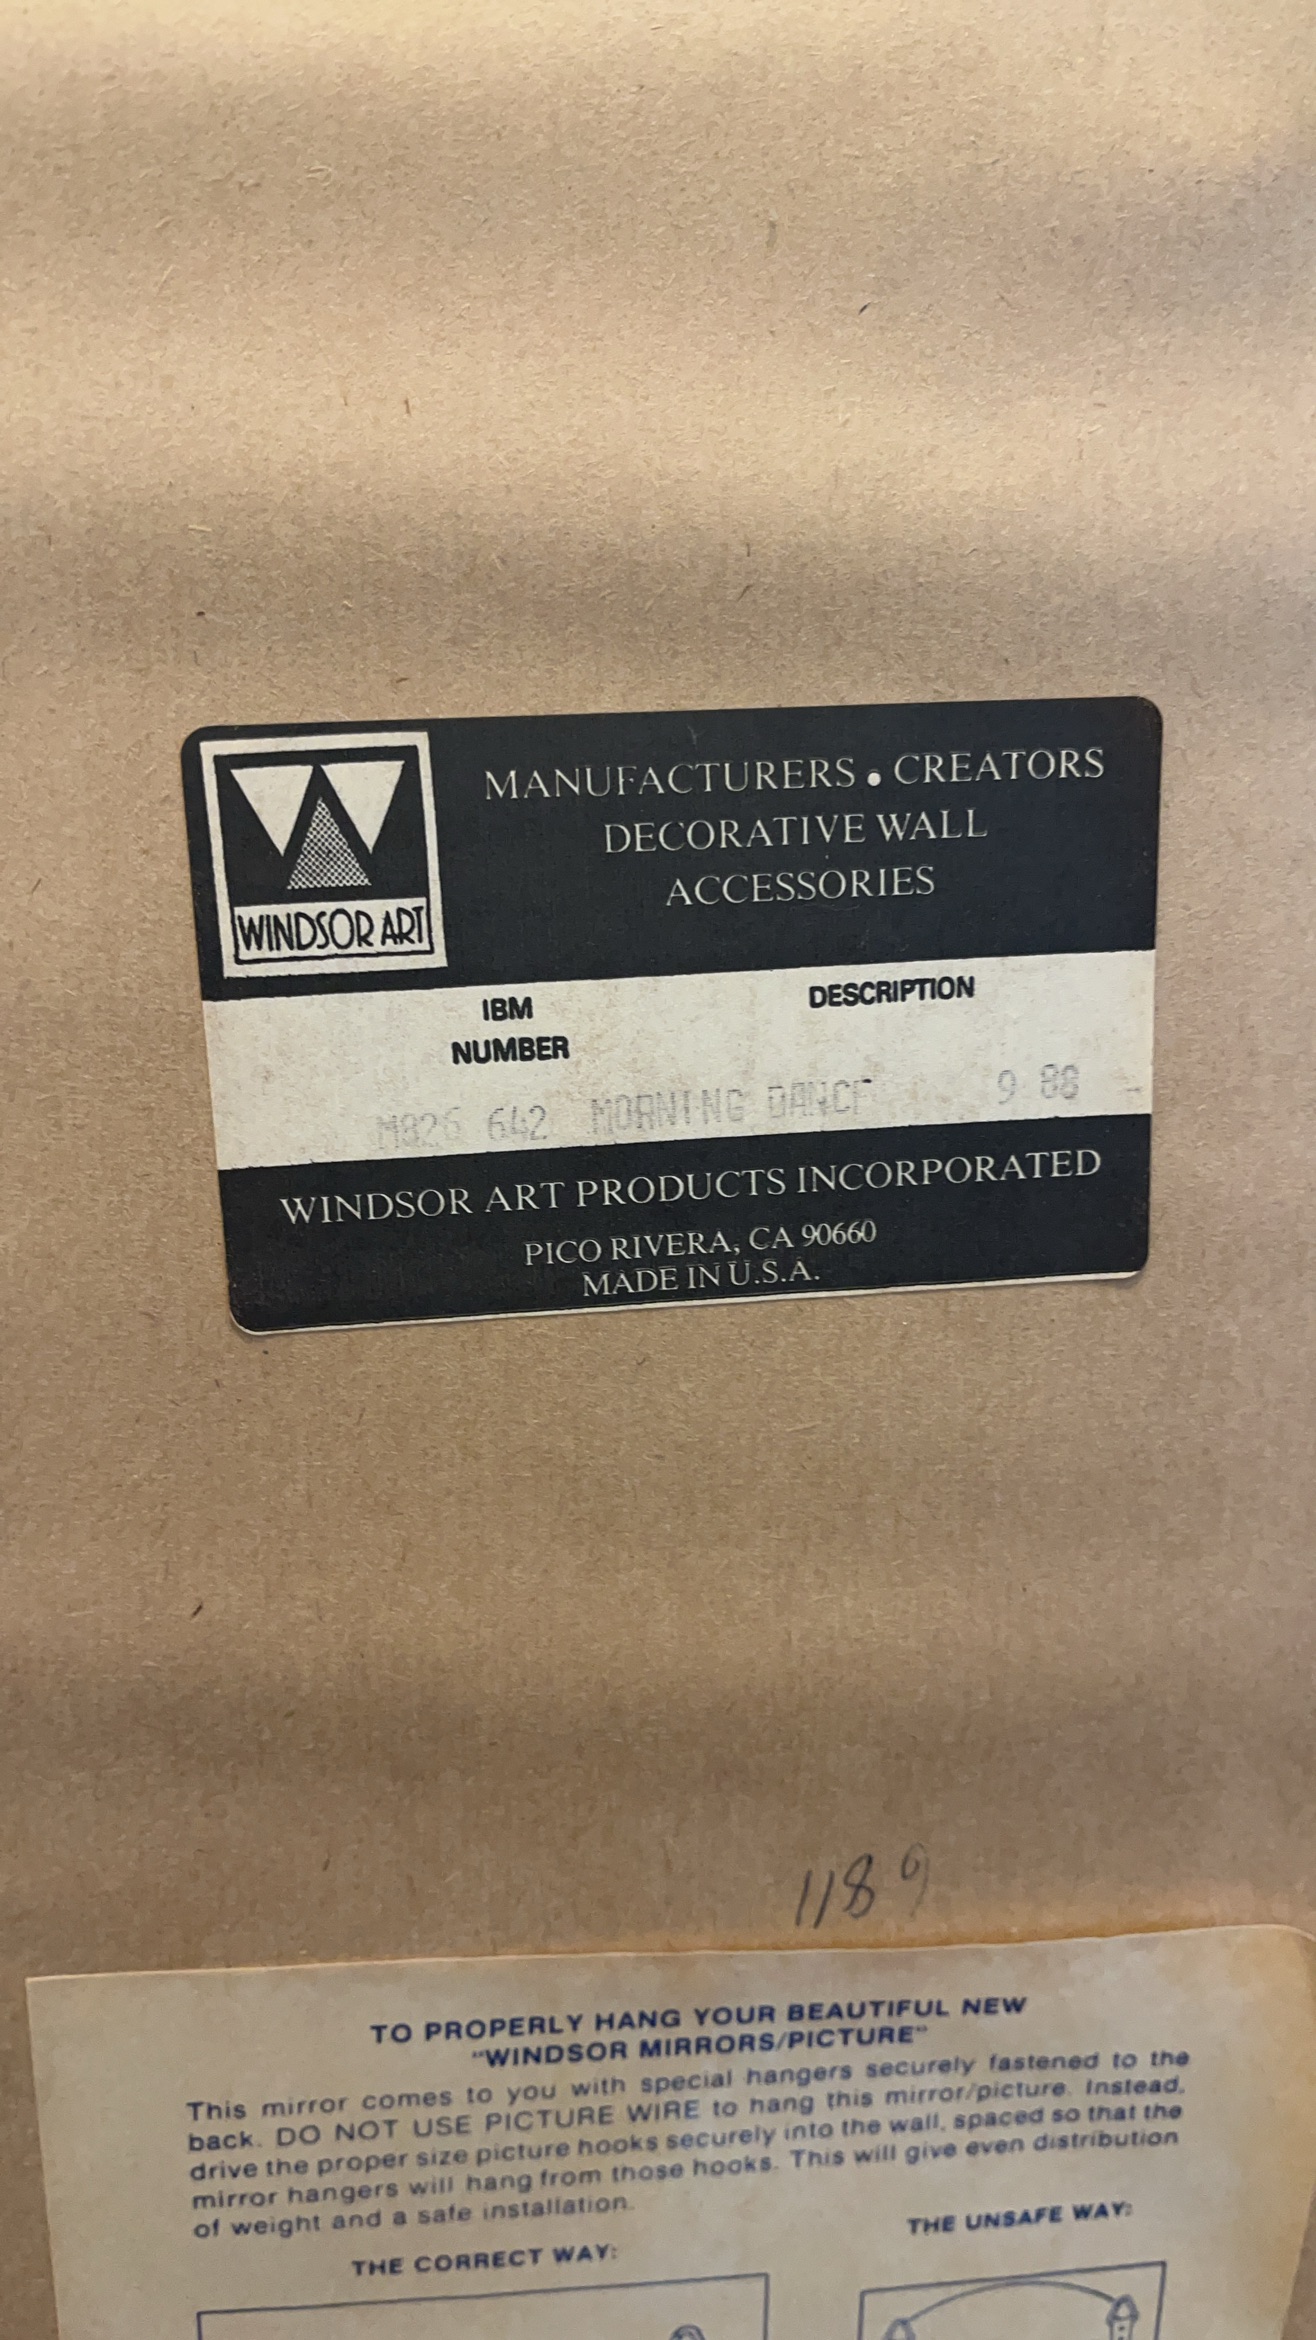 WINDSOR ART
MANUFACTURERS • CREATORS
DECORATIVE WALL
ACCESSORIES
IBM
NUMBER
DESCRIPTION
M826 642 MORNING DANCE 9 88
WINDSOR ART PRODUCTS INCORPORATED
PICO RIVERA, CA 90660
MADE IN U.S.A.
1189
TO PROPERLY HANG YOUR BEAUTIFUL NEW
"WINDSOR MIRRORS/PICTURE"
This mirror comes to you with special hangers securely fastened to the
back. DO NOT USE PICTURE WIRE to hang this mirror/picture. Instead,
drive the proper size picture hooks securely into the wall, spaced so that the
mirror hangers will hang from those hooks. This will give even distribution
of weight and a safe installation.
THE CORRECT WAY:
THE UNSAFE WAY: